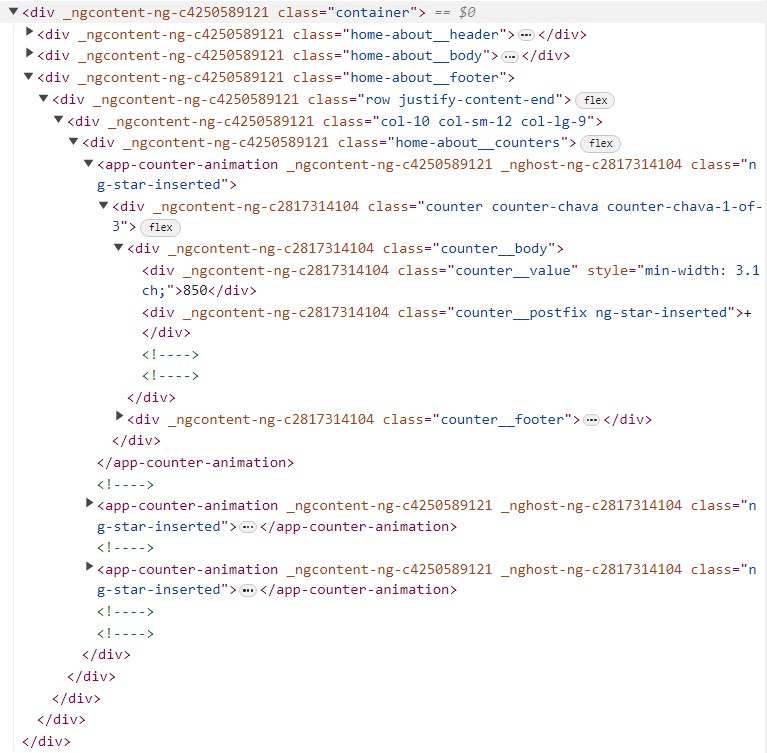 ▼<div _ngcontent-ng-c4250589121 class="container"> == $0
▶<div _ngcontent-ng-c4250589121 class="home-about__header">⋯</div>
▶<div _ngcontent-ng-c4250589121 class="home-about__body">⋯</div>
▼<div _ngcontent-ng-c4250589121 class="home-about__footer">
▼<div _ngcontent-ng-c4250589121 class="row justify-content-end"> flex
▼<div _ngcontent-ng-c4250589121 class="col-10 col-sm-12 col-lg-9">
▼<div _ngcontent-ng-c4250589121 class="home-about__counters"> flex
▼<app-counter-animation _ngcontent-ng-c4250589121 _nghost-ng-c2817314104 class="n
g-star-inserted">
▼<div _ngcontent-ng-c2817314104 class="counter counter-chava counter-chava-1-of-
3"> flex
▼<div _ngcontent-ng-c2817314104 class="counter__body">
<div _ngcontent-ng-c2817314104 class="counter__value" style="min-width: 3.1
ch;">850</div>
<div _ngcontent-ng-c2817314104 class="counter__postfix ng-star-inserted">+
</div>
<!---->
<!---->
</div>
▶<div _ngcontent-ng-c2817314104 class="counter__footer">⋯</div>
</div>
</app-counter-animation>
<!---->
▶<app-counter-animation _ngcontent-ng-c4250589121 _nghost-ng-c2817314104 class="n
g-star-inserted">⋯</app-counter-animation>
<!---->
▶<app-counter-animation _ngcontent-ng-c4250589121 _nghost-ng-c2817314104 class="n
g-star-inserted">⋯</app-counter-animation>
<!---->
<!---->
</div>
</div>
</div>
</div>
</div>